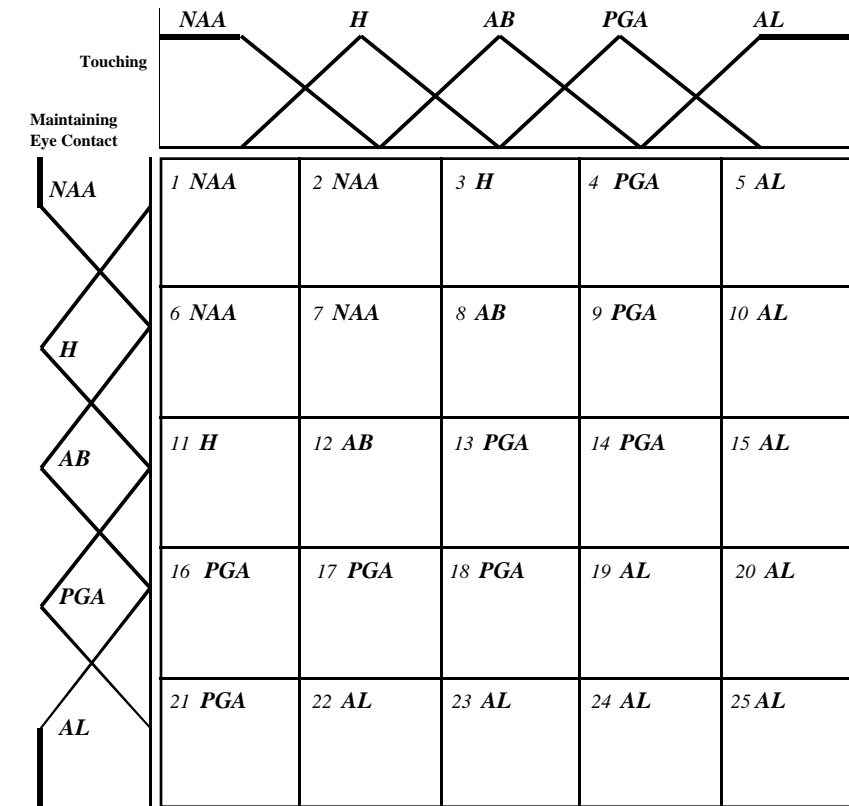 NAA H AB PGA AL
Touching
Maintaining
Eye Contact
NAA
1 NAA 2 NAA 3 H 4 PGA 5 AL
6 NAA 7 NAA 8 AB 9 PGA 10 AL
H
11 H 12 AB 13 PGA 14 PGA 15 AL
AB
16 PGA 17 PGA 18 PGA 19 AL 20 AL
PGA
21 PGA 22 AL 23 AL 24 AL 25 AL
AL